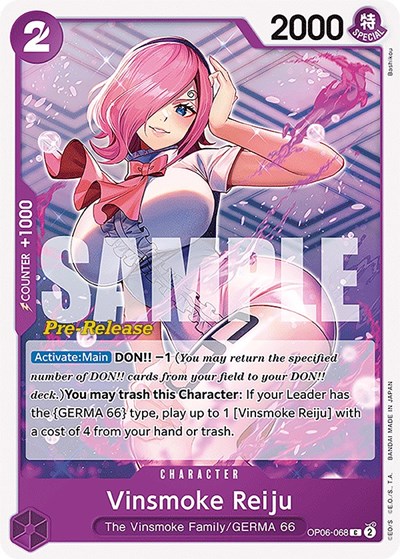 2
2000
特
SPECIAL
Bashikou
COUNTER +1000
SAMPLE
Pre-Release
Activate:Main DON!! −1 (You may return the specified
number of DON!! cards from your field to your DON!!
deck.)You may trash this Character: If your Leader has
the {GERMA 66} type, play up to 1 [Vinsmoke Reiju] with
a cost of 4 from your hand or trash.
CHARACTER
Vinsmoke Reiju
The Vinsmoke Family/GERMA 66
OP06-068 C 2
©E.O./S., T.A. BANDAI MADE IN JAPAN